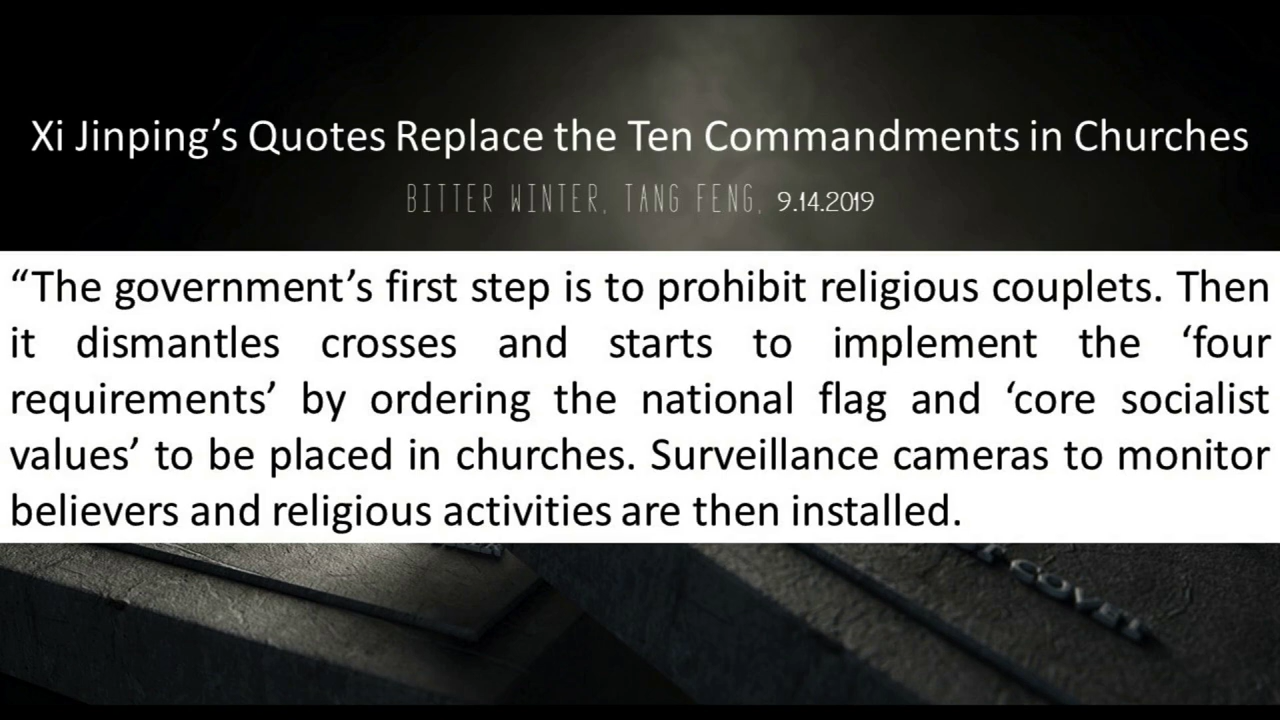 Xi Jinping’s Quotes Replace the Ten Commandments in Churches
BITTER WINTER, TANG FENG, 9.14.2019
“The government’s first step is to prohibit religious couplets. Then
it dismantles crosses and starts to implement the ‘four
requirements’ by ordering the national flag and ‘core socialist
values’ to be placed in churches. Surveillance cameras to monitor
believers and religious activities are then installed.